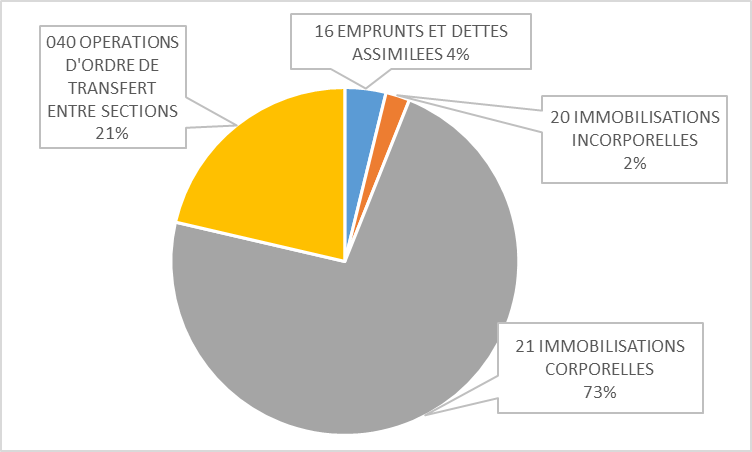 040 OPERATIONS
D'ORDRE DE
TRANSFERT
ENTRE SECTIONS
21%
16 EMPRUNTS ET DETTES
ASSIMILEES 4%
20 IMMOBILISATIONS
INCORPORELLES
2%
21 IMMOBILISATIONS
CORPORELLES
73%